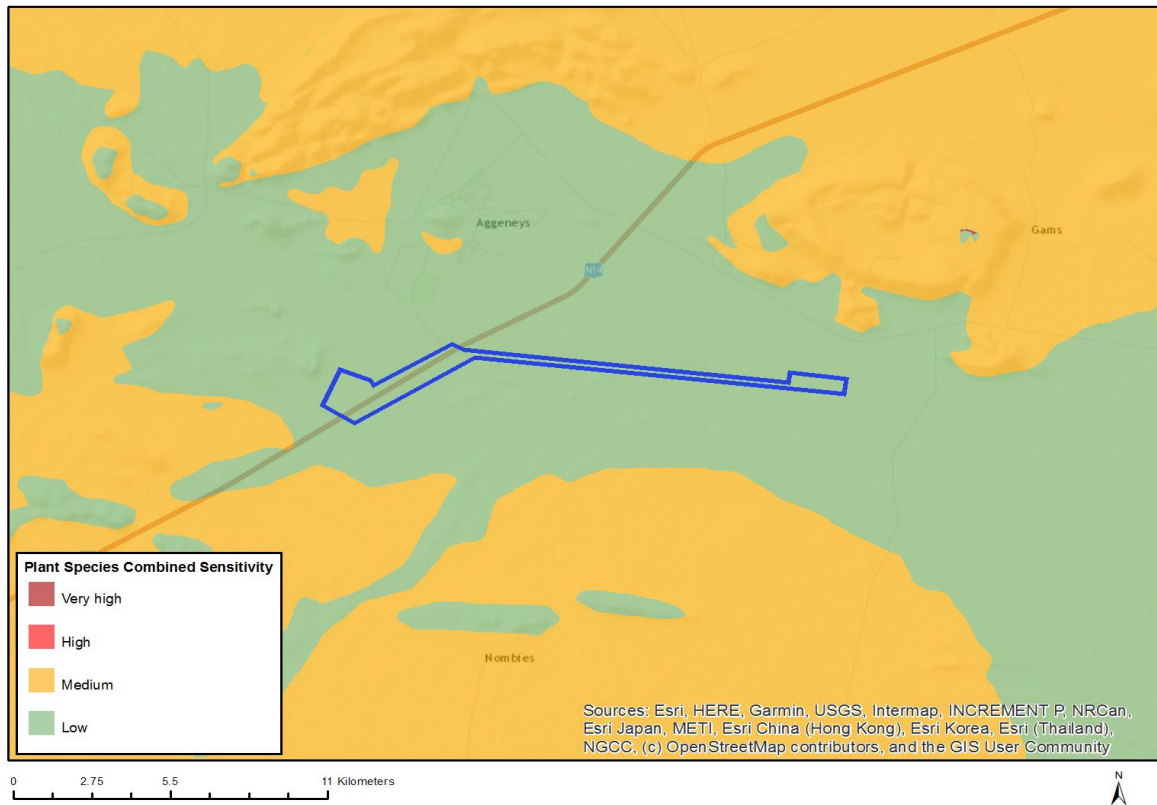 Aggeneys
Gams
N14
Nombies
Plant Species Combined Sensitivity
Very high
High
Medium
Low
Sources: Esri, HERE, Garmin, USGS, Intermap, INCREMENT P, NRCan,
Esri Japan, METI, Esri China (Hong Kong), Esri Korea, Esri (Thailand),
NGCC, (c) OpenStreetMap contributors, and the GIS User Community
0 2.75 5.5 11 Kilometers
N